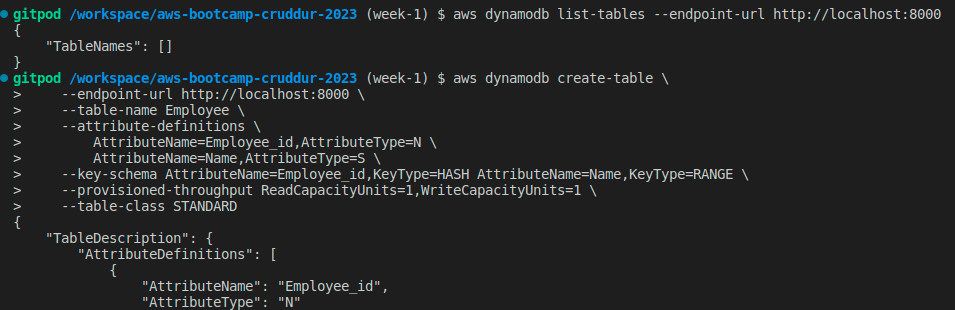 gitpod /workspace/aws-bootcamp-cruddur-2023 (week-1) $ aws dynamodb list-tables --endpoint-url http://localhost:8000
{
    "TableNames": []
}
gitpod /workspace/aws-bootcamp-cruddur-2023 (week-1) $ aws dynamodb create-table \
>     --endpoint-url http://localhost:8000 \
>     --table-name Employee \
>     --attribute-definitions \
>         AttributeName=Employee_id,AttributeType=N \
>         AttributeName=Name,AttributeType=S \
>     --key-schema AttributeName=Employee_id,KeyType=HASH AttributeName=Name,KeyType=RANGE \
>     --provisioned-throughput ReadCapacityUnits=1,WriteCapacityUnits=1 \
>     --table-class STANDARD
{
    "TableDescription": {
        "AttributeDefinitions": [
            {
                "AttributeName": "Employee_id",
                "AttributeType": "N"